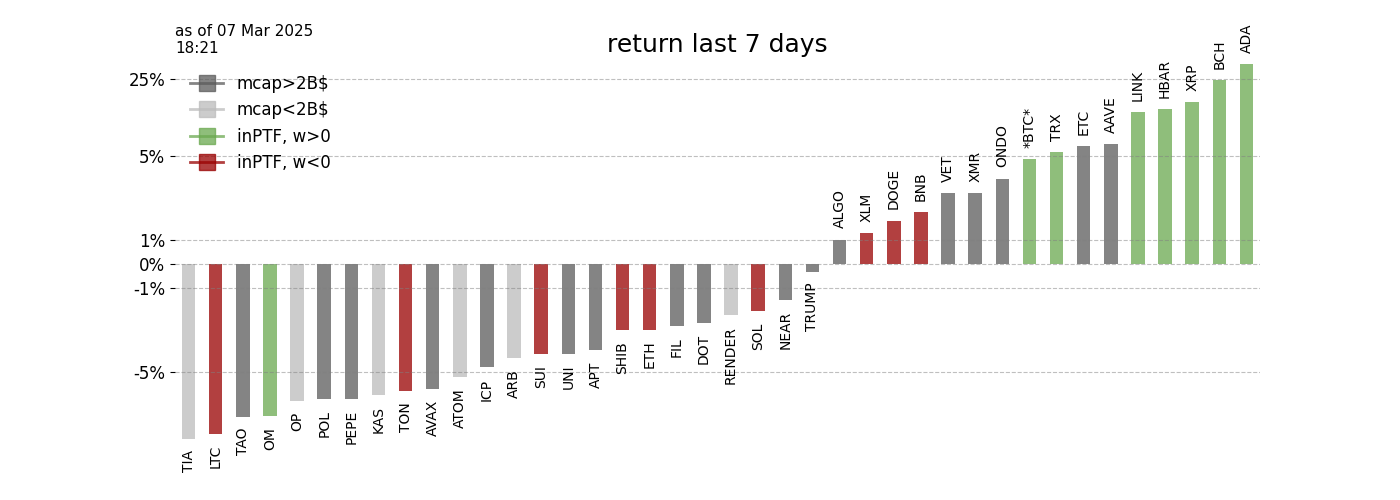 as of 07 Mar 2025
18:21
return last 7 days
mcap>2B$
mcap<2B$
inPTF, w>0
inPTF, w<0
25%
5%
1%
0%
-1%
-5%
TIA
LTC
TAO
OM
OP
POL
PEPE
KAS
TON
AVAX
ATOM
ICP
ARB
SUI
UNI
APT
SHIB
ETH
FIL
DOT
RENDER
SOL
NEAR
TRUMP
ALGO
XLM
DOGE
BNB
VET
XMR
ONDO
*BTC*
TRX
ETC
AAVE
LINK
HBAR
XRP
BCH
ADA